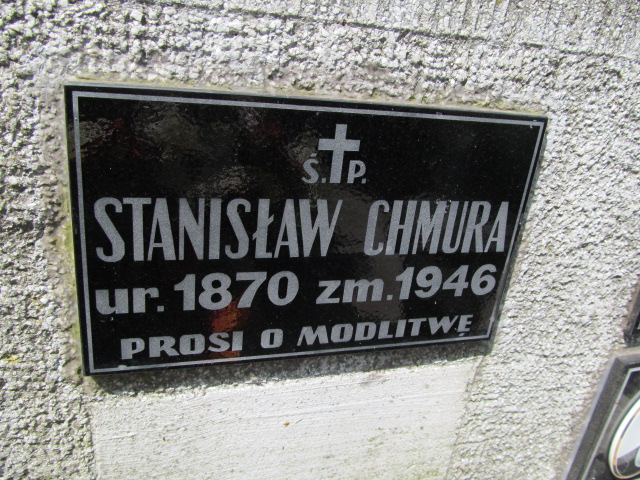 Ś.†P.
STANISŁAW CHMURA
ur. 1870 zm. 1946
PROSI O MODLITWĘ